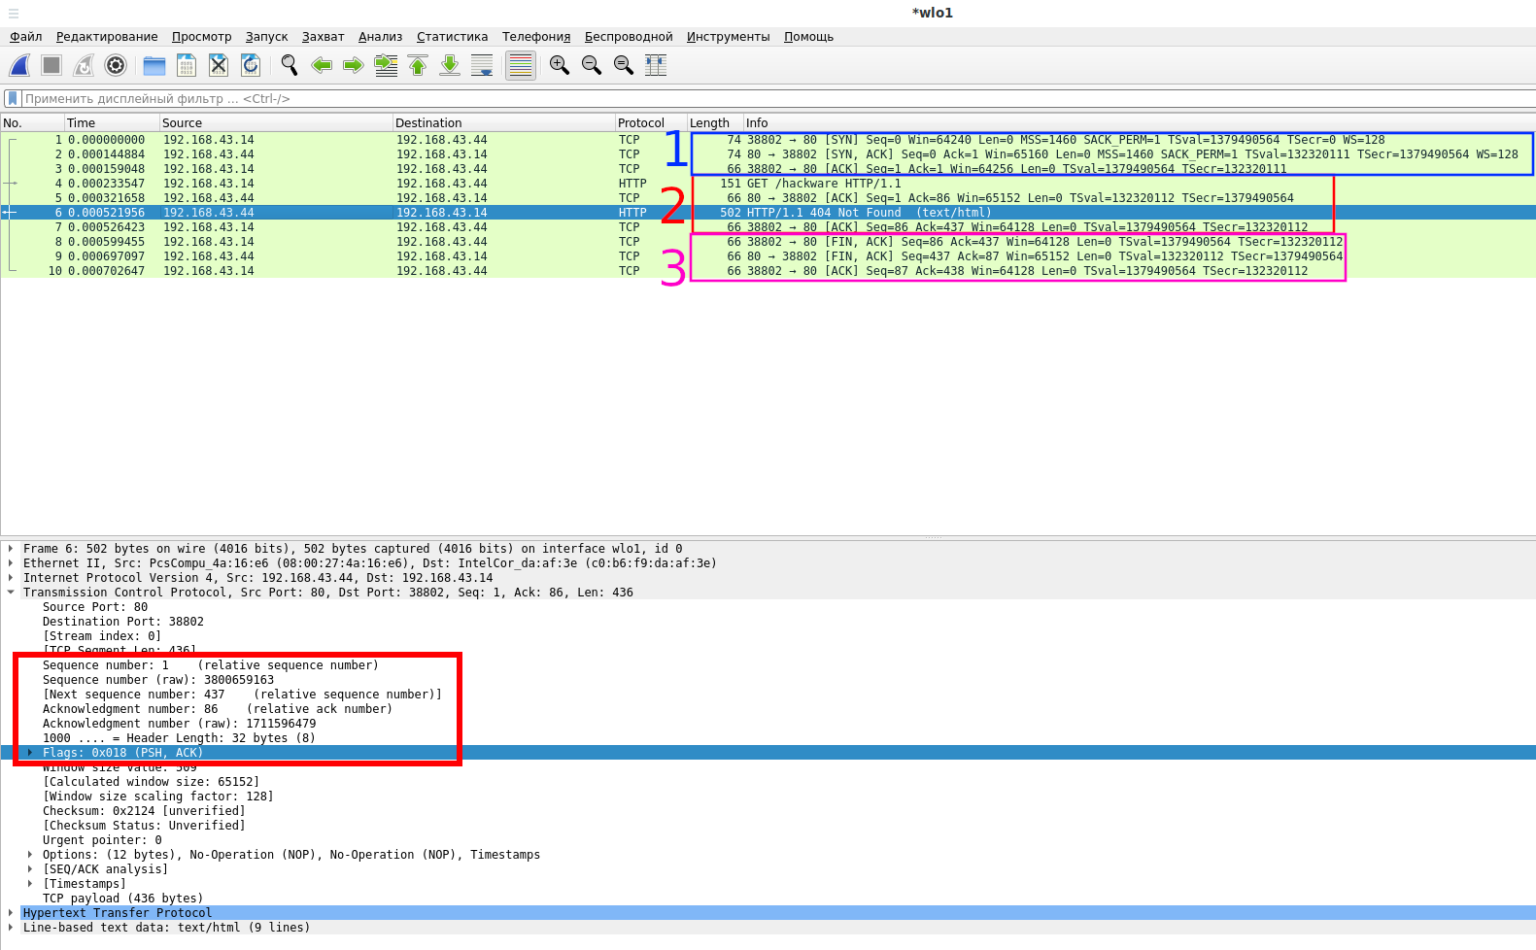 *wlo1
Файл Редактирование Просмотр Запуск Захват Анализ Статистика Телефония Беспроводной Инструменты Помощь
Применить дисплейный фильтр … <Ctrl-/>
No. Time Source Destination Protocol Length Info
1 0.000000000 192.168.43.14 192.168.43.44 TCP 74 38802 → 80 [SYN] Seq=0 Win=64240 Len=0 MSS=1460 SACK_PERM=1 TSval=1379490564 TSecr=0 WS=128
1
2 0.000144884 192.168.43.44 192.168.43.14 TCP 74 80 → 38802 [SYN, ACK] Seq=0 Ack=1 Win=65160 Len=0 MSS=1460 SACK_PERM=1 TSval=132320111 TSecr=1379490564 WS=128
3 0.000159048 192.168.43.14 192.168.43.44 TCP 66 38802 → 80 [ACK] Seq=1 Ack=1 Win=64256 Len=0 TSval=1379490564 TSecr=132320111
4 0.000233547 192.168.43.14 192.168.43.44 HTTP 151 GET /hackware HTTP/1.1
5 0.000321658 192.168.43.44 192.168.43.14 TCP 66 80 → 38802 [ACK] Seq=1 Ack=86 Win=65152 Len=0 TSval=132320112 TSecr=1379490564
2
6 0.000521956 192.168.43.44 192.168.43.14 HTTP 502 HTTP/1.1 404 Not Found (text/html)
7 0.000526423 192.168.43.14 192.168.43.44 TCP 66 38802 → 80 [ACK] Seq=86 Ack=437 Win=64128 Len=0 TSval=1379490564 TSecr=132320112
8 0.000599455 192.168.43.14 192.168.43.44 TCP 66 38802 → 80 [FIN, ACK] Seq=86 Ack=437 Win=64128 Len=0 TSval=1379490564 TSecr=132320112
9 0.000697097 192.168.43.44 192.168.43.14 TCP 66 80 → 38802 [FIN, ACK] Seq=437 Ack=87 Win=65152 Len=0 TSval=132320112 TSecr=1379490564
3
10 0.000702647 192.168.43.14 192.168.43.44 TCP 66 38802 → 80 [ACK] Seq=87 Ack=438 Win=64128 Len=0 TSval=1379490564 TSecr=132320112
Frame 6: 502 bytes on wire (4016 bits), 502 bytes captured (4016 bits) on interface wlo1, id 0
Ethernet II, Src: PcsCompu_4a:16:e6 (08:00:27:4a:16:e6), Dst: IntelCor_da:af:3e (c0:b6:f9:da:af:3e)
Internet Protocol Version 4, Src: 192.168.43.44, Dst: 192.168.43.14
Transmission Control Protocol, Src Port: 80, Dst Port: 38802, Seq: 1, Ack: 86, Len: 436
Source Port: 80
Destination Port: 38802
[Stream index: 0]
[TCP Segment Len: 436]
Sequence number: 1 (relative sequence number)
Sequence number (raw): 3800659163
[Next sequence number: 437 (relative sequence number)]
Acknowledgment number: 86 (relative ack number)
Acknowledgment number (raw): 1711596479
1000 .... = Header Length: 32 bytes (8)
Flags: 0x018 (PSH, ACK)
Window size value: 509
[Calculated window size: 65152]
[Window size scaling factor: 128]
Checksum: 0x2124 [unverified]
[Checksum Status: Unverified]
Urgent pointer: 0
Options: (12 bytes), No-Operation (NOP), No-Operation (NOP), Timestamps
[SEQ/ACK analysis]
[Timestamps]
TCP payload (436 bytes)
Hypertext Transfer Protocol
Line-based text data: text/html (9 lines)